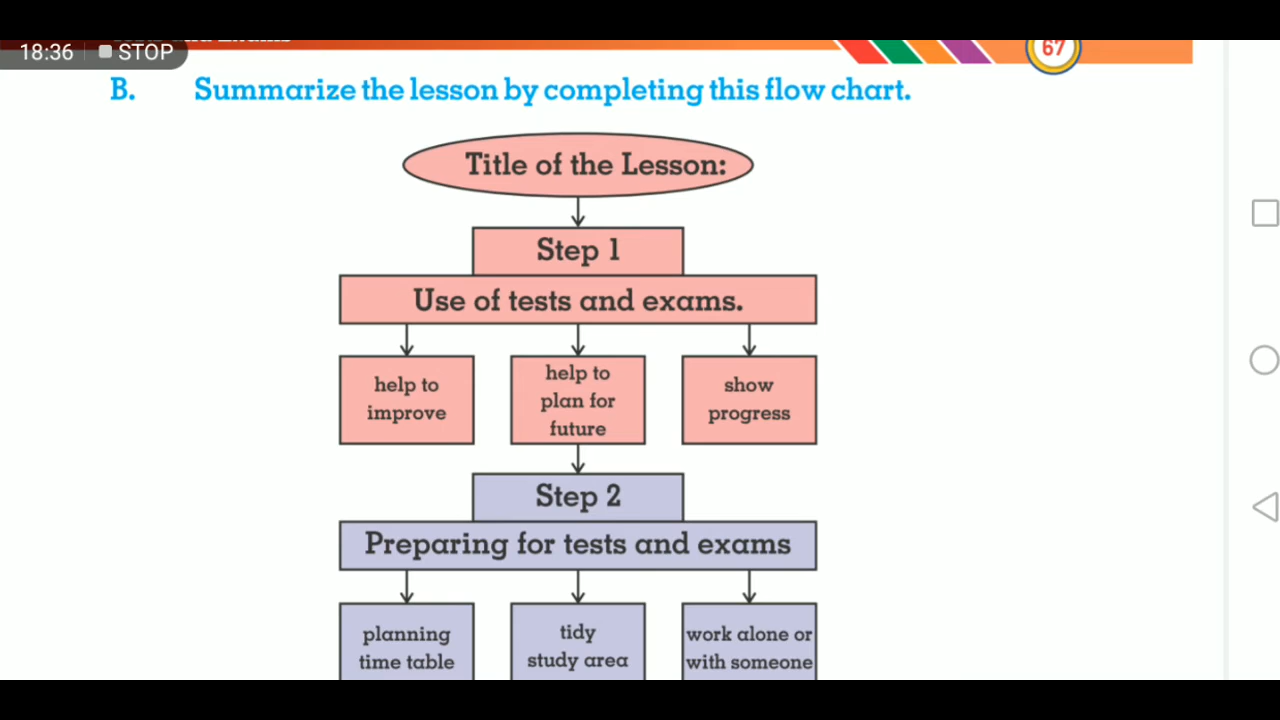 18:36 STOP
67
B. Summarize the lesson by completing this flow chart.
Title of the Lesson:
Step 1
Use of tests and exams.
help to
improve
help to
plan for
future
show
progress
Step 2
Preparing for tests and exams
planning
time table
tidy
study area
work alone or
with someone